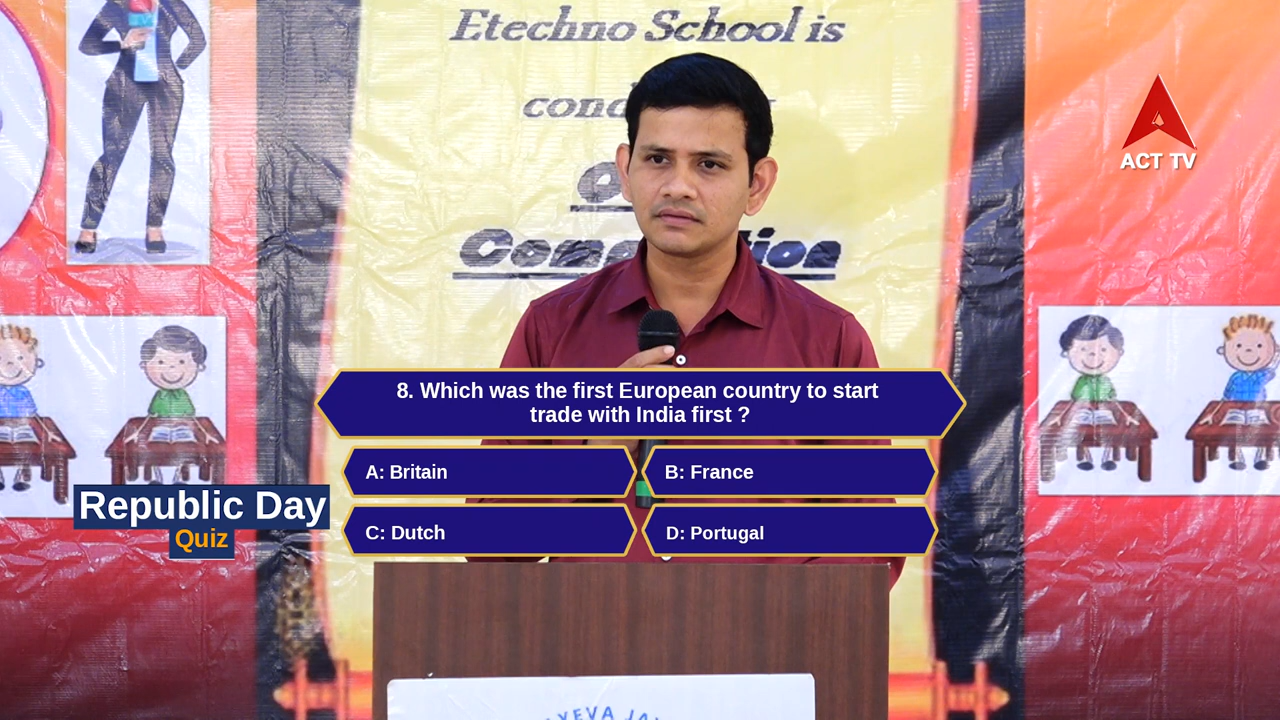 Etechno School is
ACT TV
8. Which was the first European country to start
trade with India first ?
A: Britain
B: France
C: Dutch
D: Portugal
Republic Day
Quiz